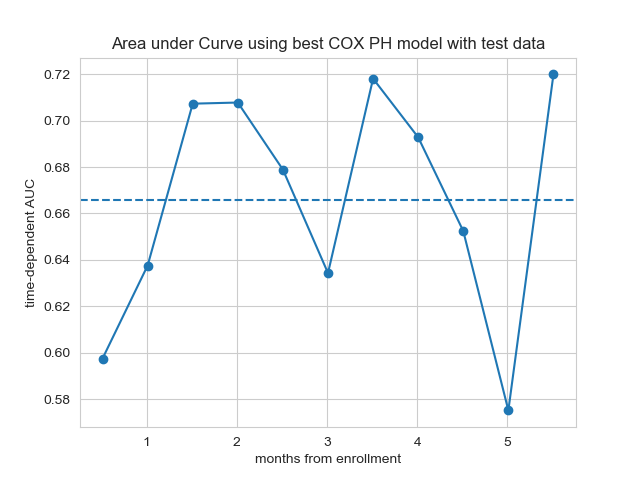 Area under Curve using best COX PH model with test data
time-dependent AUC
0.72
0.70
0.68
0.66
0.64
0.62
0.60
0.58
1 2 3 4 5
months from enrollment